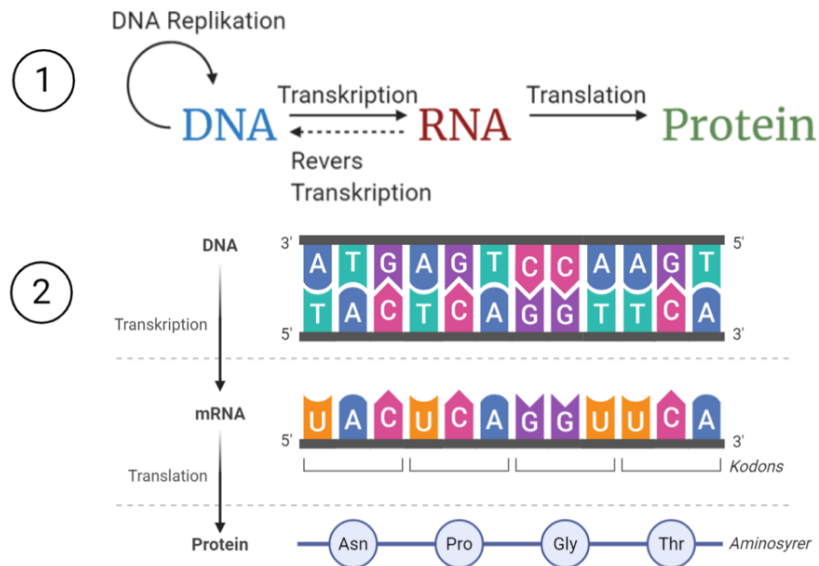 DNA Replikation
1
Transkription
Translation
DNA
RNA
Protein
Revers
Transkription
2
DNA
3'
A T G A G T C C A A G T
5'
Transkription
5'
T A C T C A G G T T C A
3'
mRNA
U A C U C A G G U U C A
5'
3'
Kodons
Translation
Protein
Asn
Pro
Gly
Thr
Aminosyrer